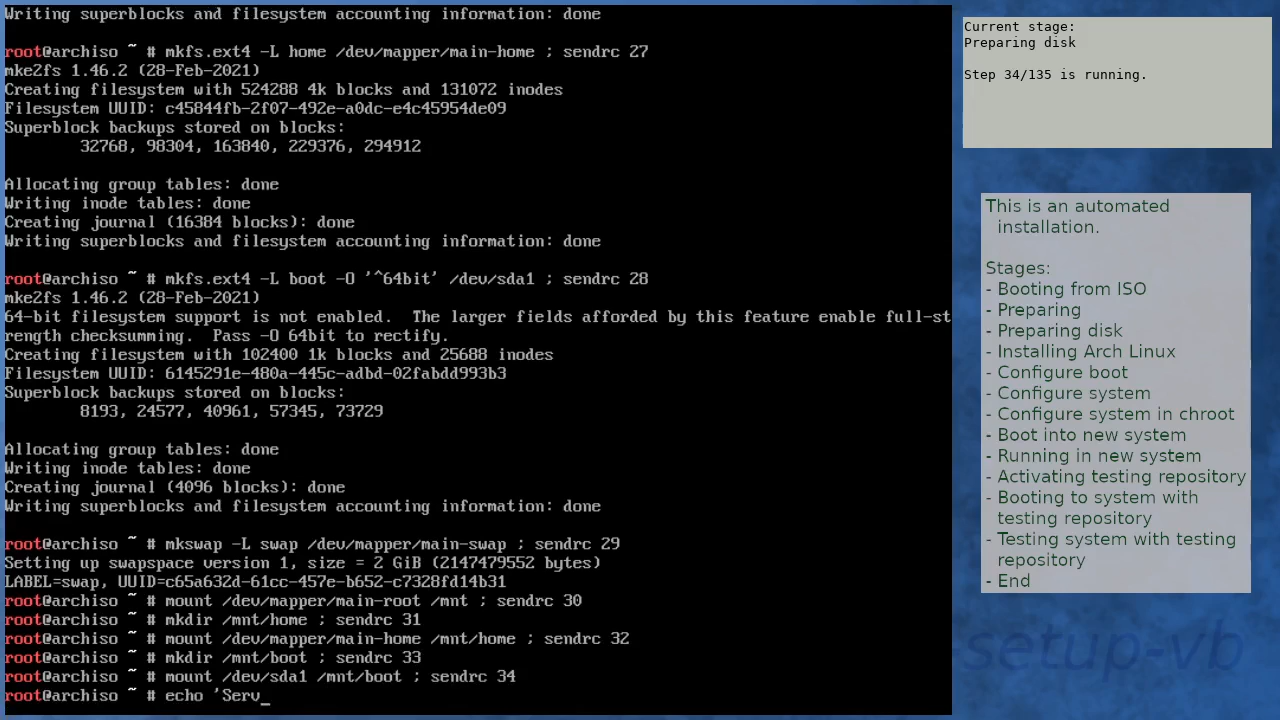 Writing superblocks and filesystem accounting information: done
root@archiso ~ # mkfs.ext4 -L home /dev/mapper/main-home ; sendrc 27
mke2fs 1.46.2 (28-Feb-2021)
Creating filesystem with 524288 4k blocks and 131072 inodes
Filesystem UUID: c45844fb-2f07-492e-a0dc-e4c45954de09
Superblock backups stored on blocks:
        32768, 98304, 163840, 229376, 294912
Allocating group tables: done
Writing inode tables: done
Creating journal (16384 blocks): done
Writing superblocks and filesystem accounting information: done
root@archiso ~ # mkfs.ext4 -L boot -O '^64bit' /dev/sda1 ; sendrc 28
mke2fs 1.46.2 (28-Feb-2021)
64-bit filesystem support is not enabled.  The larger fields afforded by this feature enable full-st
rength checksumming.  Pass -O 64bit to rectify.
Creating filesystem with 102400 1k blocks and 25688 inodes
Filesystem UUID: 6145291e-480a-445c-adbd-02fabdd993b3
Superblock backups stored on blocks:
        8193, 24577, 40961, 57345, 73729
Allocating group tables: done
Writing inode tables: done
Creating journal (4096 blocks): done
Writing superblocks and filesystem accounting information: done
root@archiso ~ # mkswap -L swap /dev/mapper/main-swap ; sendrc 29
Setting up swapspace version 1, size = 2 GiB (2147479552 bytes)
LABEL=swap, UUID=c65a632d-61cc-457e-b652-c7328fd14b31
root@archiso ~ # mount /dev/mapper/main-root /mnt ; sendrc 30
root@archiso ~ # mkdir /mnt/home ; sendrc 31
root@archiso ~ # mount /dev/mapper/main-home /mnt/home ; sendrc 32
root@archiso ~ # mkdir /mnt/boot ; sendrc 33
root@archiso ~ # mount /dev/sda1 /mnt/boot ; sendrc 34
root@archiso ~ # echo 'Serv_
Current stage:
Preparing disk
Step 34/135 is running.
This is an automated
installation.
Stages:
- Booting from ISO
- Preparing
- Preparing disk
- Installing Arch Linux
- Configure boot
- Configure system
- Configure system in chroot
- Boot into new system
- Running in new system
- Activating testing repository
- Booting to system with
testing repository
- Testing system with testing
repository
- End
-setup-vb